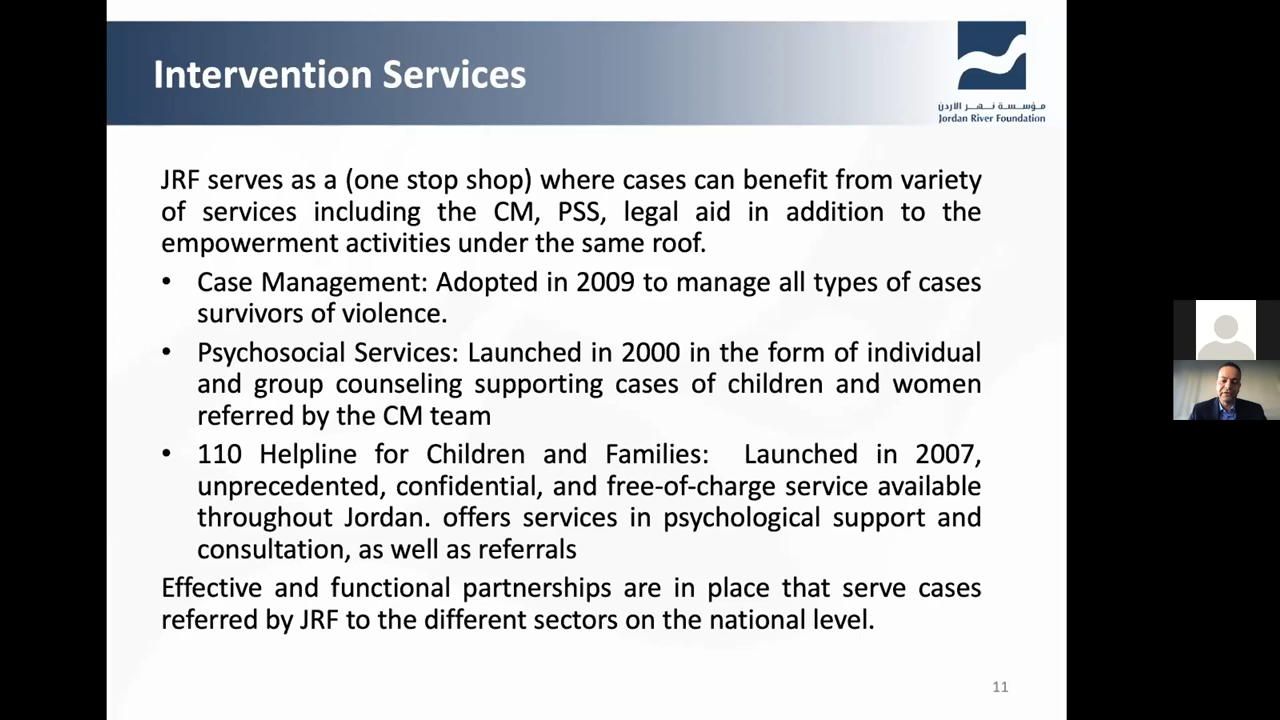 Intervention Services
مؤسسة نهر الأردن
Jordan River Foundation
JRF serves as a (one stop shop) where cases can benefit from variety
of services including the CM, PSS, legal aid in addition to the
empowerment activities under the same roof.
• Case Management: Adopted in 2009 to manage all types of cases
survivors of violence.
• Psychosocial Services: Launched in 2000 in the form of individual
and group counseling supporting cases of children and women
referred by the CM team
• 110 Helpline for Children and Families: Launched in 2007,
unprecedented, confidential, and free-of-charge service available
throughout Jordan. offers services in psychological support and
consultation, as well as referrals
Effective and functional partnerships are in place that serve cases
referred by JRF to the different sectors on the national level.
11